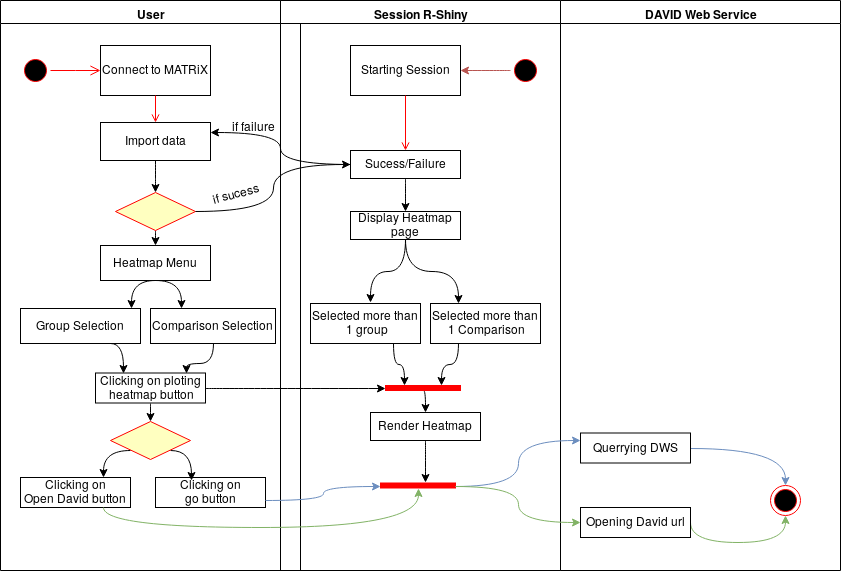 User
Session R-Shiny
DAVID Web Service
Connect to MATRiX
Starting Session
if failure
Import data
Sucess/Failure
if sucess
Display Heatmap
page
Heatmap Menu
Group Selection
Comparison Selection
Selected more than
1 group
Selected more than
1 Comparison
Clicking on ploting
heatmap button
Render Heatmap
Querrying DWS
Clicking on
Open David button
Clicking on
go button
Opening David url